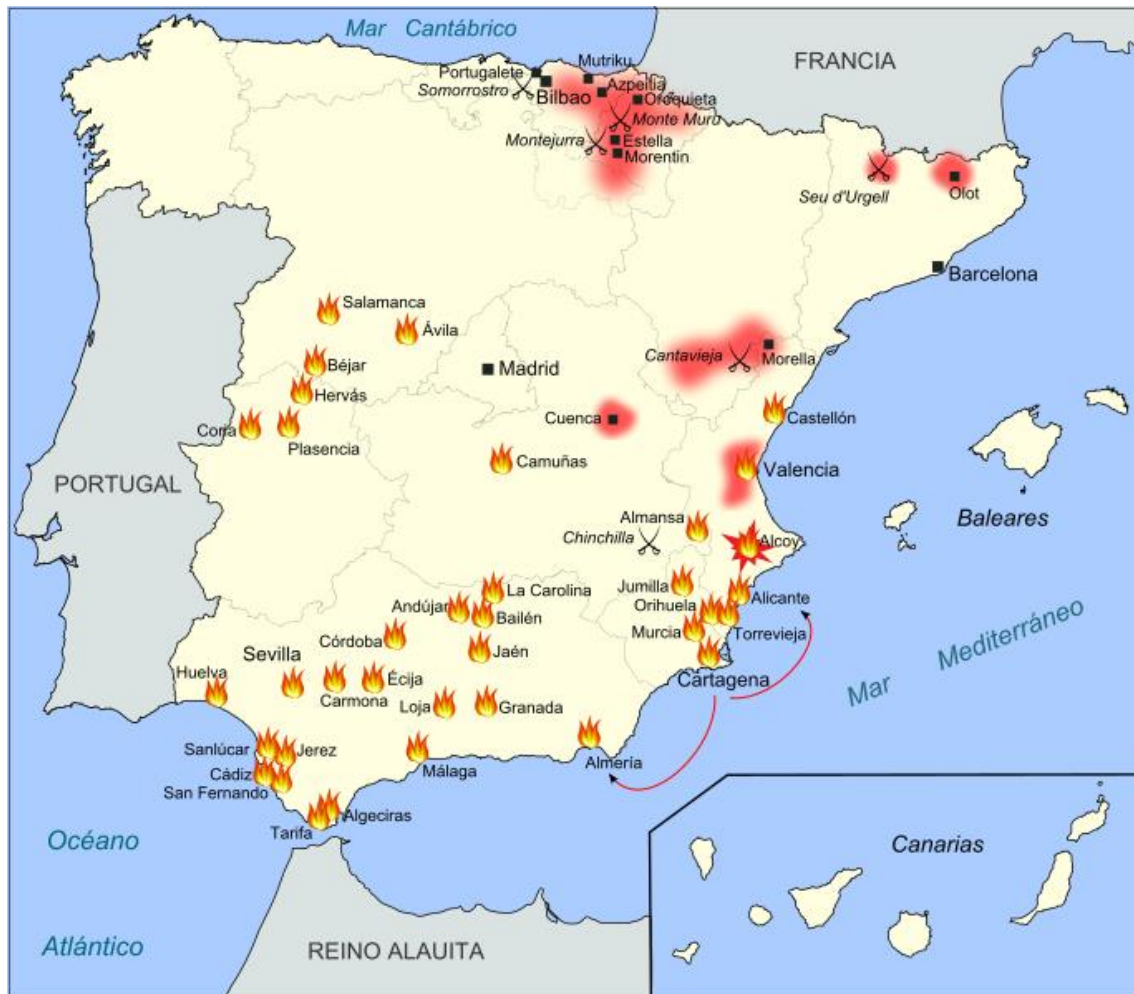 Mar Cantábrico
FRANCIA
Mutriku
Portugalete
Somorrostro
Bilbao
Azpeitia
Oroquieta
Monte Muru
Montejurra
Estella
Morentin
Seu d'Urgell
Olot
Barcelona
Salamanca
Ávila
Cantavieja
Morella
Béjar
Madrid
Hervás
Cuenca
Castellón
Coria
Plasencia
Camuñas
Valencia
PORTUGAL
Baleares
Almansa
Chinchilla
Alcoy
La Carolina
Jumilla
Andújar
Bailén
Orihuela
Alicante
Córdoba
Murcia
Torrevieja
Mar Mediterráneo
Jaén
Sevilla
Huelva
Écija
Cartagena
Carmona
Loja
Granada
Sanlúcar
Jerez
Málaga
Almería
Cádiz
San Fernando
Algeciras
Tarifa
Océano
Atlántico
Canarias
REINO ALAUITA